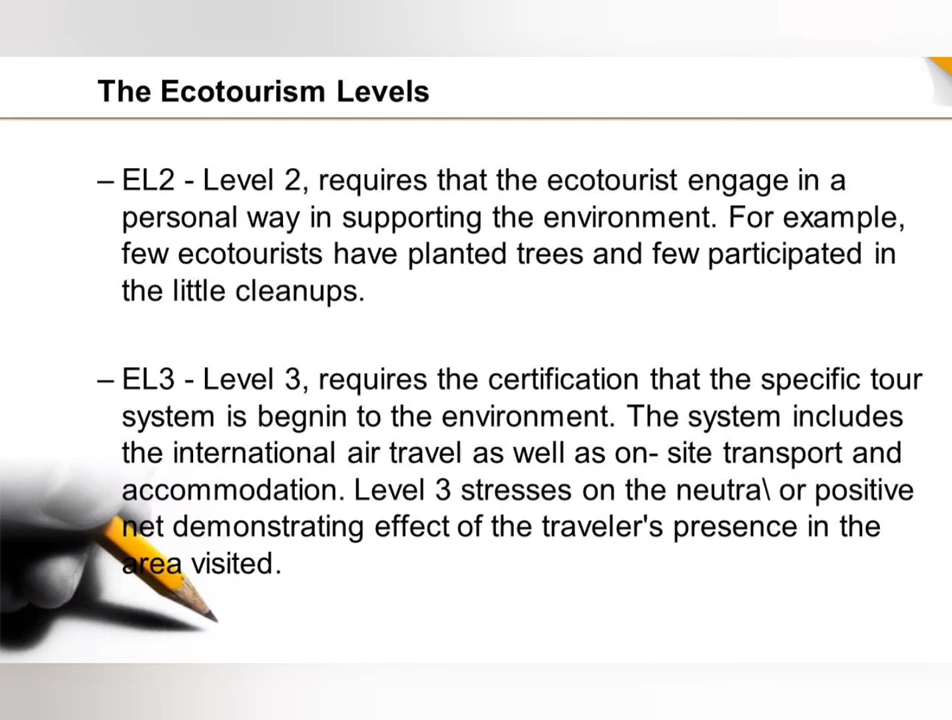 The Ecotourism Levels
– EL2 - Level 2, requires that the ecotourist engage in a
personal way in supporting the environment. For example,
few ecotourists have planted trees and few participated in
the little cleanups.
– EL3 - Level 3, requires the certification that the specific tour
system is begnin to the environment. The system includes
the international air travel as well as on- site transport and
accommodation. Level 3 stresses on the neutra\ or positive
net demonstrating effect of the traveler's presence in the
area visited.